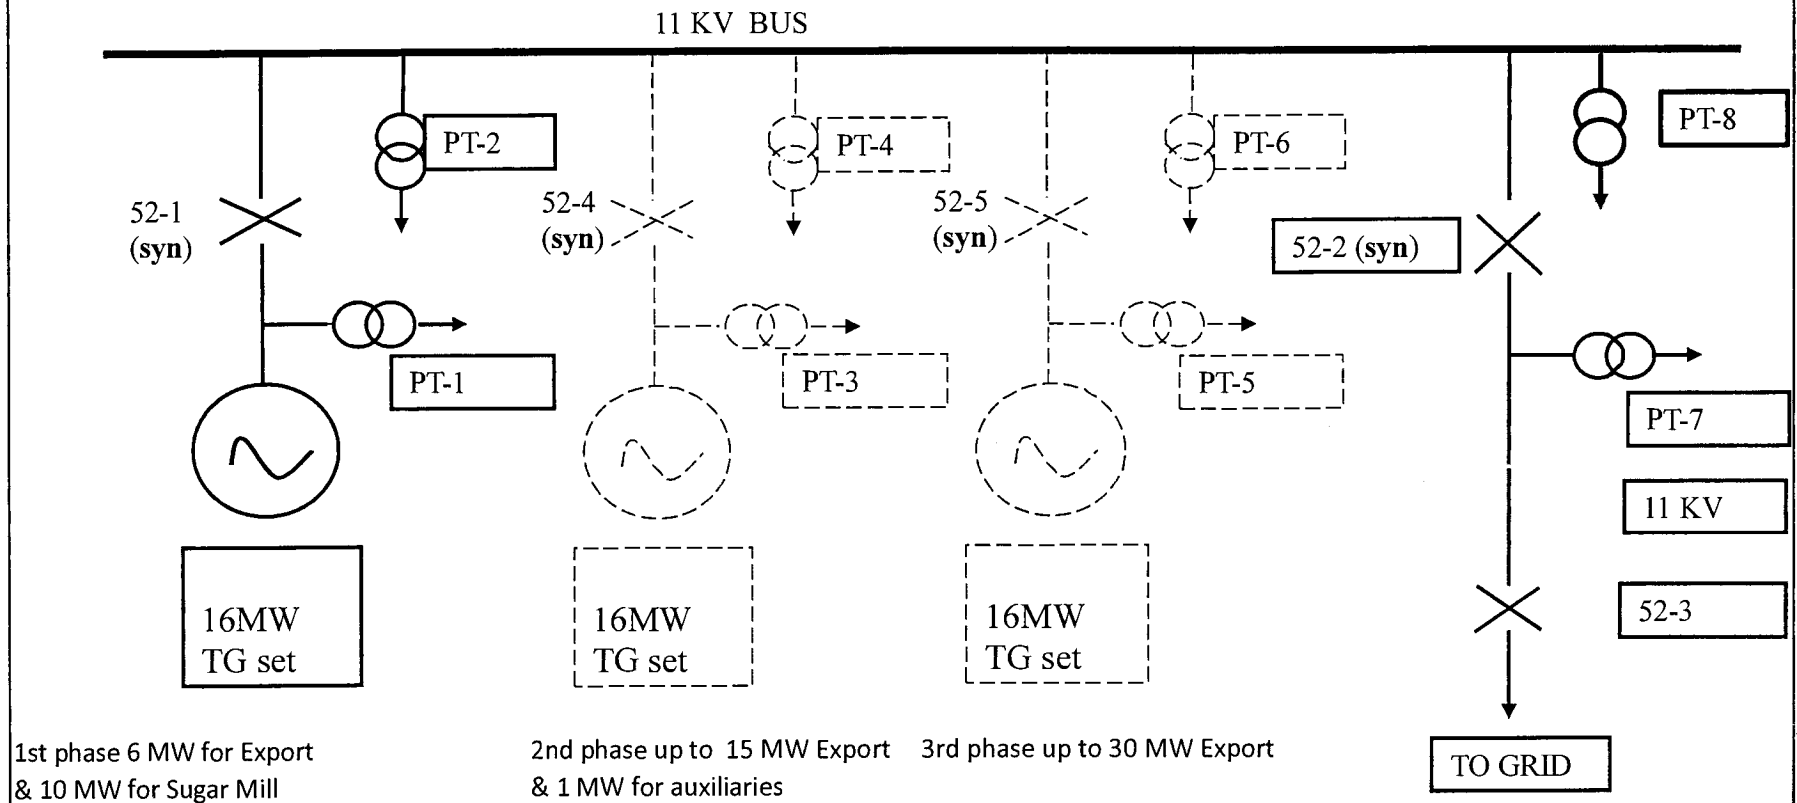 11 KV BUS
PT-2
PT-4
PT-6
PT-8
52-1
(syn)
52-4
(syn)
52-5
(syn)
52-2 (syn)
PT-1
PT-3
PT-5
PT-7
11 KV
16MW
TG set
16MW
TG set
16MW
TG set
52-3
1st phase 6 MW for Export
& 10 MW for Sugar Mill
2nd phase up to 15 MW Export
& 1 MW for auxiliaries
3rd phase up to 30 MW Export
TO GRID